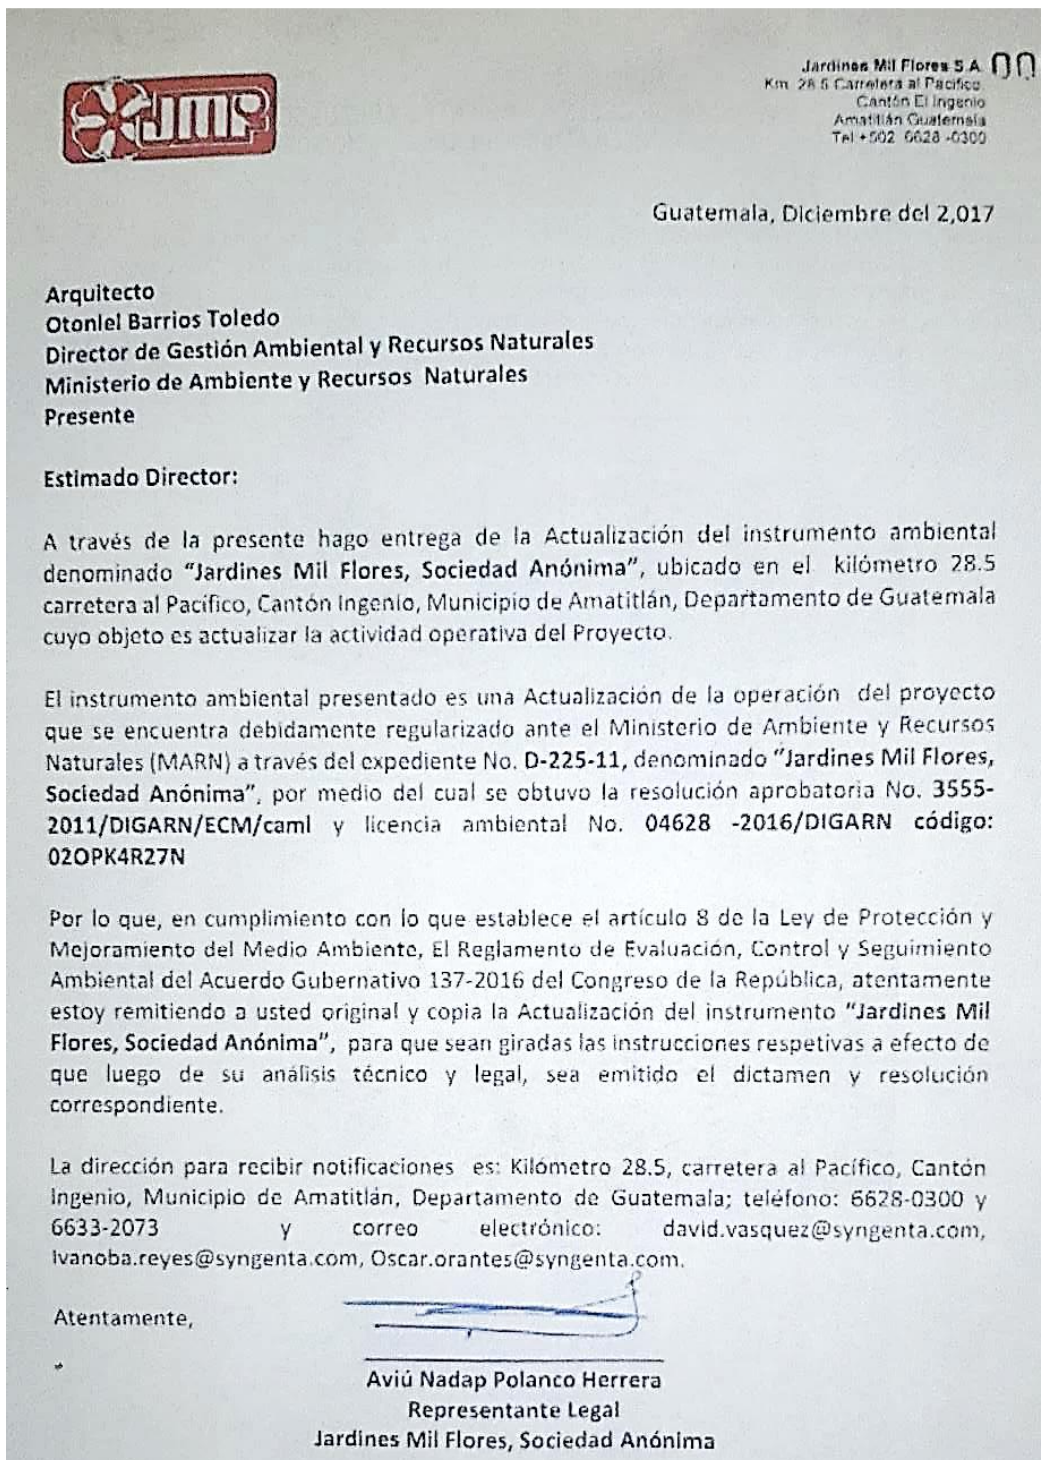 JMF
Jardines Mil Flores S.A.
Km. 28.5 Carretera al Pacifico
Cantón El Ingenio
Amatitlán Guatemala
Tel +502 6628-0300
Guatemala, Diciembre del 2,017
Arquitecto
Otoniel Barrios Toledo
Director de Gestión Ambiental y Recursos Naturales
Ministerio de Ambiente y Recursos Naturales
Presente
Estimado Director:
A través de la presente hago entrega de la Actualización del instrumento ambiental
denominado “Jardines Mil Flores, Sociedad Anónima”, ubicado en el kilómetro 28.5
carretera al Pacífico, Cantón Ingenio, Municipio de Amatitlán, Departamento de Guatemala
cuyo objeto es actualizar la actividad operativa del Proyecto.
El instrumento ambiental presentado es una Actualización de la operación del proyecto
que se encuentra debidamente regularizado ante el Ministerio de Ambiente y Recursos
Naturales (MARN) a través del expediente No. D-225-11, denominado “Jardines Mil Flores,
Sociedad Anónima”, por medio del cual se obtuvo la resolución aprobatoria No. 3555-
2011/DIGARN/ECM/caml y licencia ambiental No. 04628 -2016/DIGARN código:
02OPK4R27N
Por lo que, en cumplimiento con lo que establece el artículo 8 de la Ley de Protección y
Mejoramiento del Medio Ambiente, El Reglamento de Evaluación, Control y Seguimiento
Ambiental del Acuerdo Gubernativo 137-2016 del Congreso de la República, atentamente
estoy remitiendo a usted original y copia la Actualización del instrumento “Jardines Mil
Flores, Sociedad Anónima”, para que sean giradas las instrucciones respetivas a efecto de
que luego de su análisis técnico y legal, sea emitido el dictamen y resolución
correspondiente.
La dirección para recibir notificaciones es: Kilómetro 28.5, carretera al Pacífico, Cantón
Ingenio, Municipio de Amatitlán, Departamento de Guatemala; teléfono: 6628-0300 y
6633-2073 y correo electrónico: david.vasquez@syngenta.com,
Ivanoba.reyes@syngenta.com, Oscar.orantes@syngenta.com.
Atentamente,
Aviú Nadap Polanco Herrera
Representante Legal
Jardines Mil Flores, Sociedad Anónima